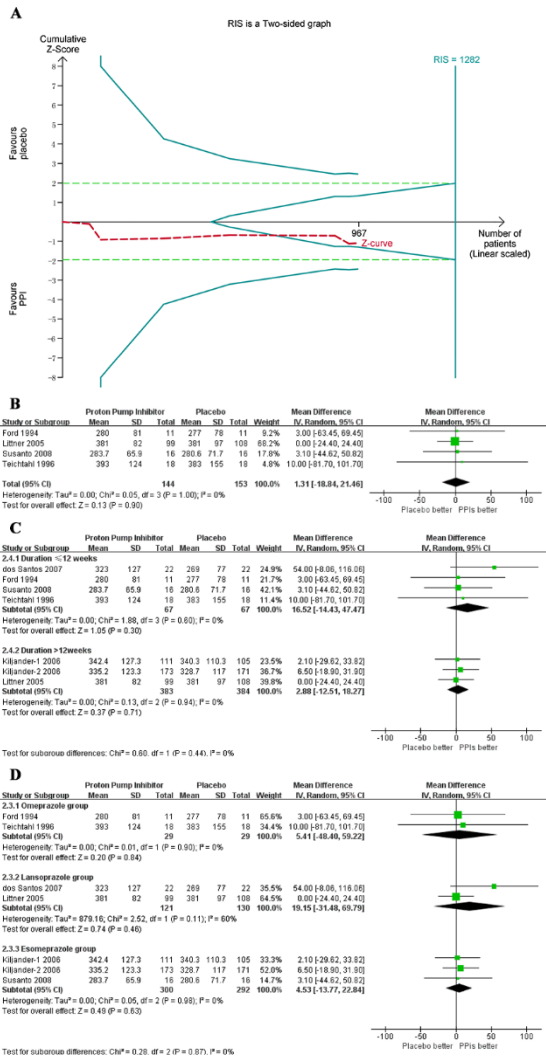 A
RIS is a Two-sided graph
Cumulative
Z-Score
RIS = 1282
8
7
6
5
4
3
2
1
-1
-2
-3
-4
-5
-6
-7
-8
Favours
placebo
Favours
PPI
967
Z-curve
Number of
patients
(Linear scaled)
B
Proton Pump Inhibitor Placebo Mean Difference Mean Difference
Study or Subgroup Mean SD Total Mean SD Total Weight IV, Random, 95% CI IV, Random, 95% CI
Ford 1994 280 81 11 277 78 11 9.2% 3.00 [-63.45, 69.45]
Littner 2005 381 82 99 381 97 108 68.2% 0.00 [-24.40, 24.40]
Susanto 2008 283.7 65.9 16 280.6 71.7 16 17.8% 3.10 [-44.62, 50.82]
Teichtahl 1996 393 124 18 383 155 18 4.8% 10.00 [-81.70, 101.70]
Total (95% CI) 144 153 100.0% 1.31 [-18.84, 21.46]
Heterogeneity: Tau² = 0.00; Chi² = 0.05, df = 3 (P = 1.00); I² = 0%
Test for overall effect: Z = 0.13 (P = 0.90)
-100 -50 0 50 100
Placebo better PPIs better
C
Proton Pump Inhibitor Placebo Mean Difference Mean Difference
Study or Subgroup Mean SD Total Mean SD Total Weight IV, Random, 95% CI IV, Random, 95% CI
2.4.1 Duration ≤12 weeks
dos Santos 2007 323 127 22 269 77 22 24.9% 54.00 [-8.06, 116.06]
Ford 1994 280 81 11 277 78 11 21.7% 3.00 [-63.45, 69.45]
Susanto 2008 283.7 65.9 16 280.6 71.7 16 42.1% 3.10 [-44.62, 50.82]
Teichtahl 1996 393 124 18 383 155 18 11.4% 10.00 [-81.70, 101.70]
Subtotal (95% CI) 67 67 100.0% 16.52 [-14.43, 47.47]
Heterogeneity: Tau² = 0.00; Chi² = 1.88, df = 3 (P = 0.60); I² = 0%
Test for overall effect: Z = 1.05 (P = 0.30)
2.4.2 Duration >12weeks
Kiljander-1 2006 342.4 127.3 111 340.3 110.3 105 23.5% 2.10 [-29.62, 33.82]
Kiljander-2 2006 335.2 123.3 173 328.7 117 171 36.7% 6.50 [-18.90, 31.90]
Littner 2005 381 82 99 381 97 108 39.8% 0.00 [-24.40, 24.40]
Subtotal (95% CI) 383 384 100.0% 2.88 [-12.51, 18.27]
Heterogeneity: Tau² = 0.00; Chi² = 0.13, df = 2 (P = 0.94); I² = 0%
Test for overall effect: Z = 0.37 (P = 0.71)
-100 -50 0 50 100
Placebo better PPIs better
Test for subgroup differences: Chi² = 0.60, df = 1 (P = 0.44), I² = 0%
D
Proton Pump Inhibitor Placebo Mean Difference Mean Difference
Study or Subgroup Mean SD Total Mean SD Total Weight IV, Random, 95% CI IV, Random, 95% CI
2.3.1 Omeprazole group
Ford 1994 280 81 11 277 78 11 65.6% 3.00 [-63.45, 69.45]
Teichtahl 1996 393 124 18 383 155 18 34.4% 10.00 [-81.70, 101.70]
Subtotal (95% CI) 29 29 100.0% 5.41 [-48.40, 59.22]
Heterogeneity: Tau² = 0.00; Chi² = 0.01, df = 1 (P = 0.90); I² = 0%
Test for overall effect: Z = 0.20 (P = 0.84)
2.3.2 Lansoprazole group
dos Santos 2007 323 127 22 269 77 22 35.5% 54.00 [-8.06, 116.06]
Littner 2005 381 82 99 381 97 108 64.5% 0.00 [-24.40, 24.40]
Subtotal (95% CI) 121 130 100.0% 19.15 [-31.48, 69.79]
Heterogeneity: Tau² = 879.16; Chi² = 2.52, df = 1 (P = 0.11); I² = 60%
Test for overall effect: Z = 0.74 (P = 0.46)
2.3.3 Esomeprazole group
Kiljander-1 2006 342.4 127.3 111 340.3 110.3 105 33.3% 2.10 [-29.62, 33.82]
Kiljander-2 2006 335.2 123.3 173 328.7 117 171 52.0% 6.50 [-18.90, 31.90]
Susanto 2008 283.7 65.9 16 280.6 71.7 16 14.7% 3.10 [-44.62, 50.82]
Subtotal (95% CI) 300 292 100.0% 4.53 [-13.77, 22.84]
Heterogeneity: Tau² = 0.00; Chi² = 0.05, df = 2 (P = 0.98); I² = 0%
Test for overall effect: Z = 0.49 (P = 0.63)
-100 -50 0 50 100
Placebo better PPIs better
Test for subgroup differences: Chi² = 0.28, df = 2 (P = 0.87), I² = 0%